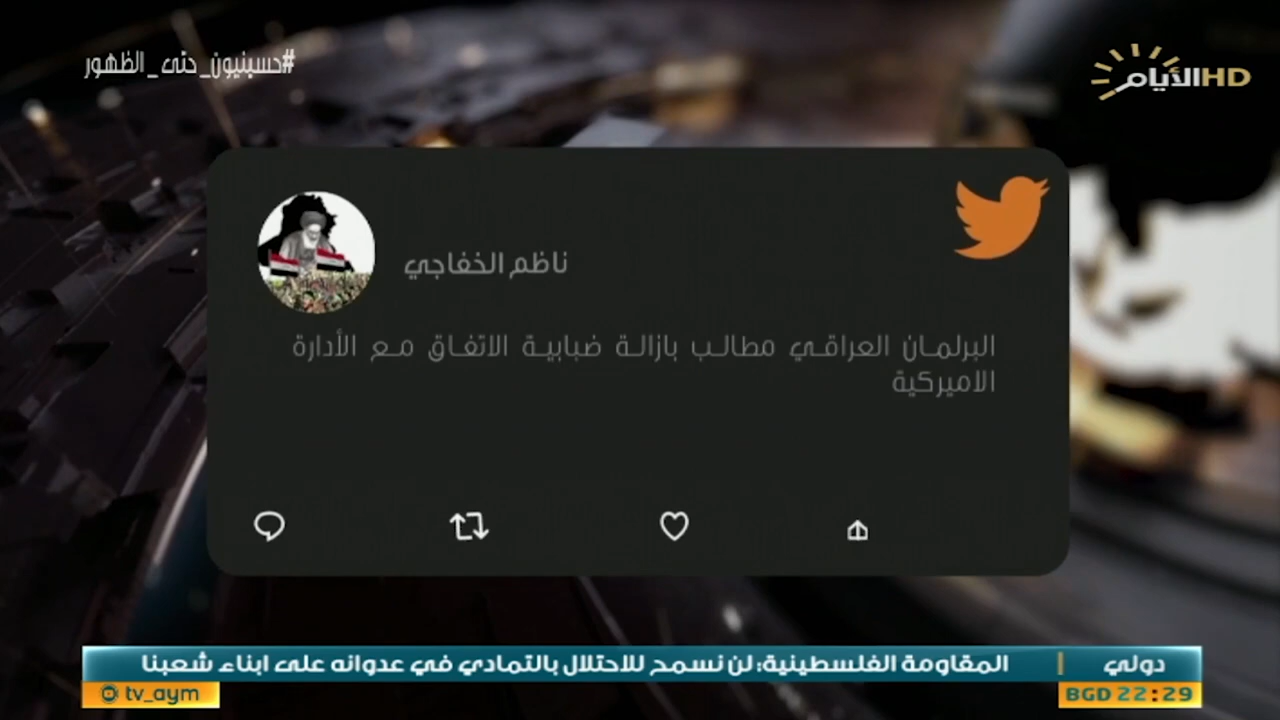 #حسينيون_حتى_الظهور
الأيام HD
ناظم الخفاجي
البرلمان العراقي مطالب بازالة ضبابية الاتفاق مع الأدارة
الاميركية
دولي
المقاومة الفلسطينية: لن نسمح للاحتلال بالتمادي في عدوانه على ابناء شعبنا
tv_aym
BGD 22:29